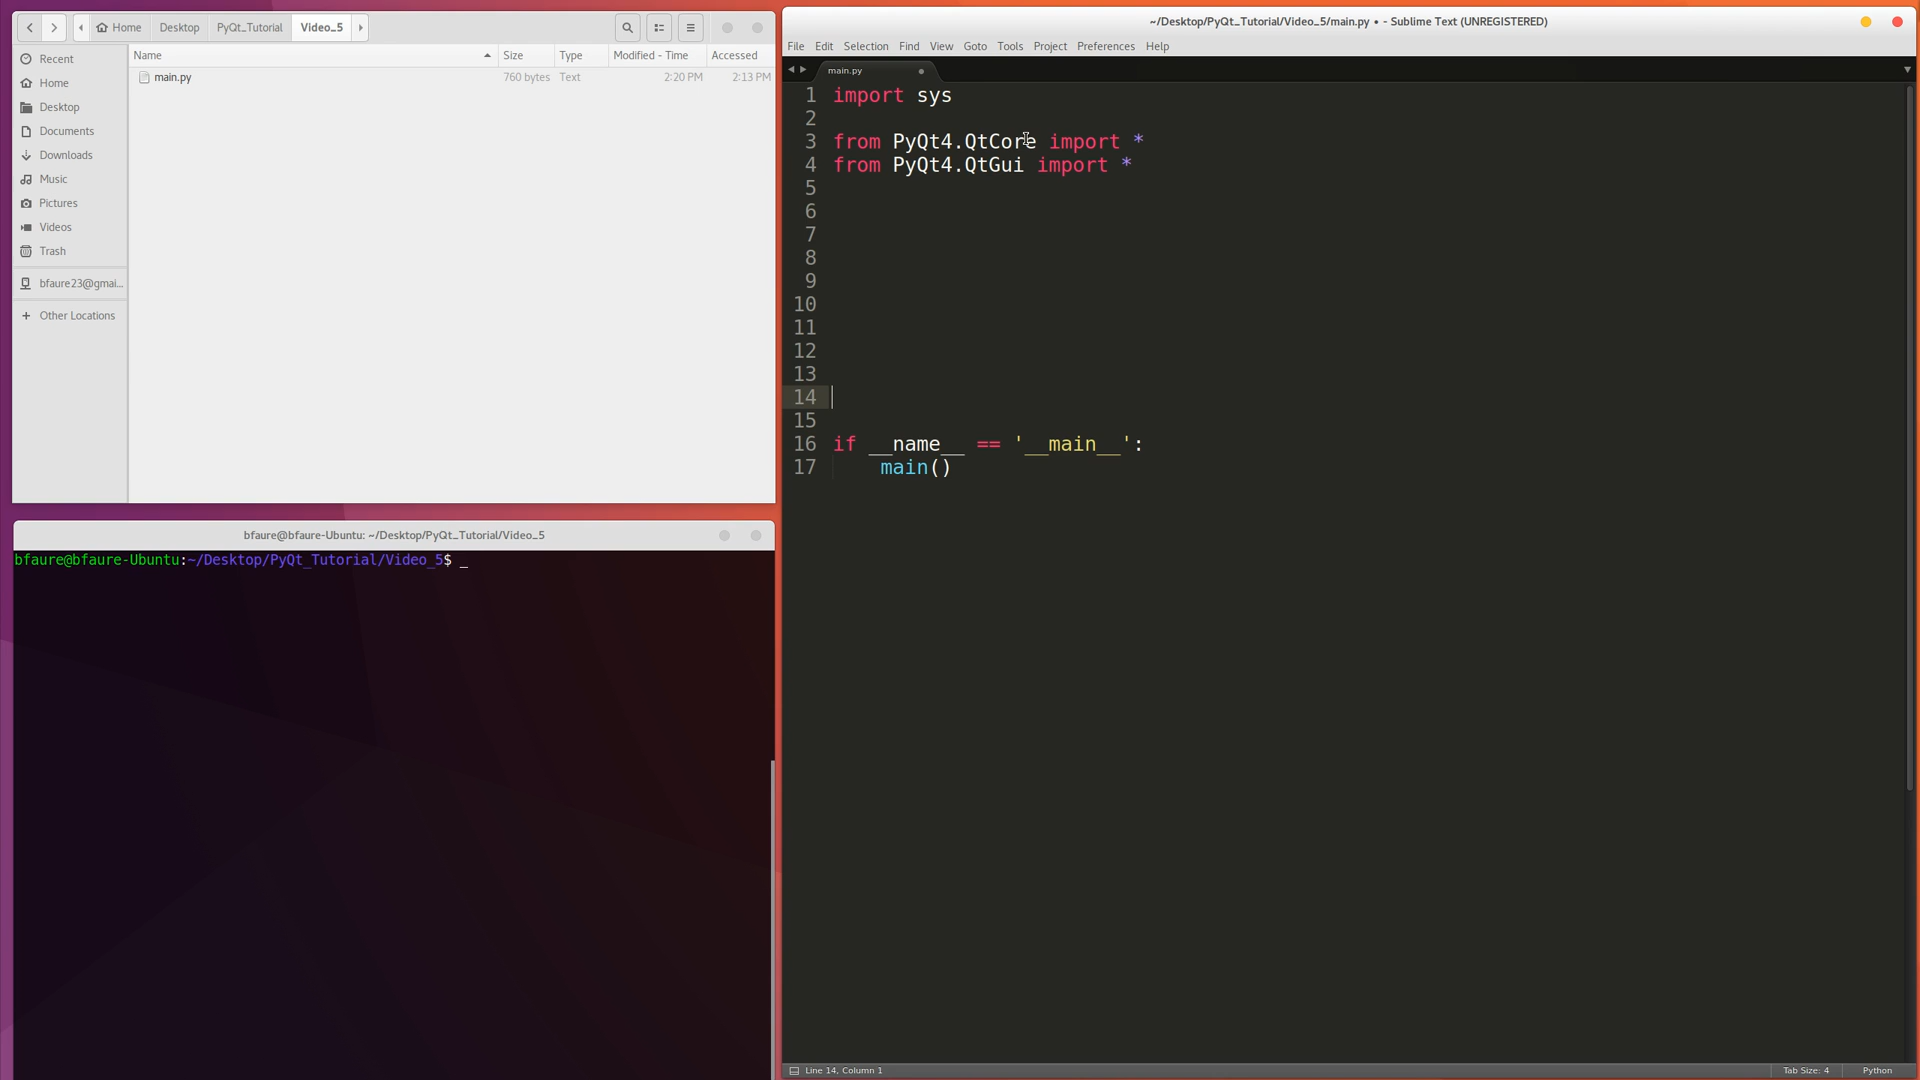 Home
Desktop
PyQt_Tutorial
Video_5
Name
Size
Type
Modified - Time
Accessed
main.py
760 bytes
Text
2:20 PM
2:13 PM
Recent
Home
Desktop
Documents
Downloads
Music
Pictures
Videos
Trash
bfaure23@gmai...
Other Locations
bfaure@bfaure-Ubuntu: ~/Desktop/PyQt_Tutorial/Video_5
bfaure@bfaure-Ubuntu:~/Desktop/PyQt_Tutorial/Video_5$ _
~/Desktop/PyQt_Tutorial/Video_5/main.py • - Sublime Text (UNREGISTERED)
File Edit Selection Find View Goto Tools Project Preferences Help
main.py
1 import sys
2
3 from PyQt4.QtCore import *
4 from PyQt4.QtGui import *
5
6
7
8
9
10
11
12
13
14
15
16 if __name__ == '__main__':
17 main()
Line 14, Column 1
Tab Size: 4
Python